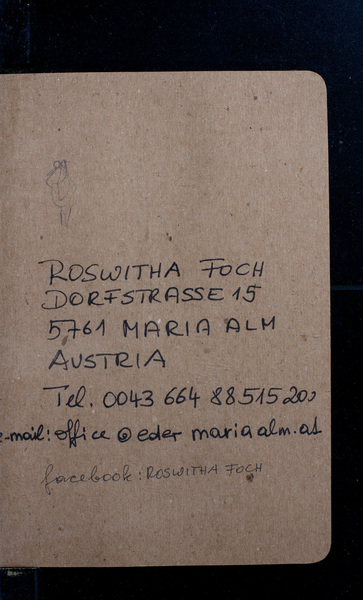 ROSWITHA FOCH
DORFSTRASSE 15
5761 MARIA ALM
AUSTRIA
Tel. 0043 664 88515200
e-mail: office@eder mariaalm.at
facebook: ROSWITHA FOCH